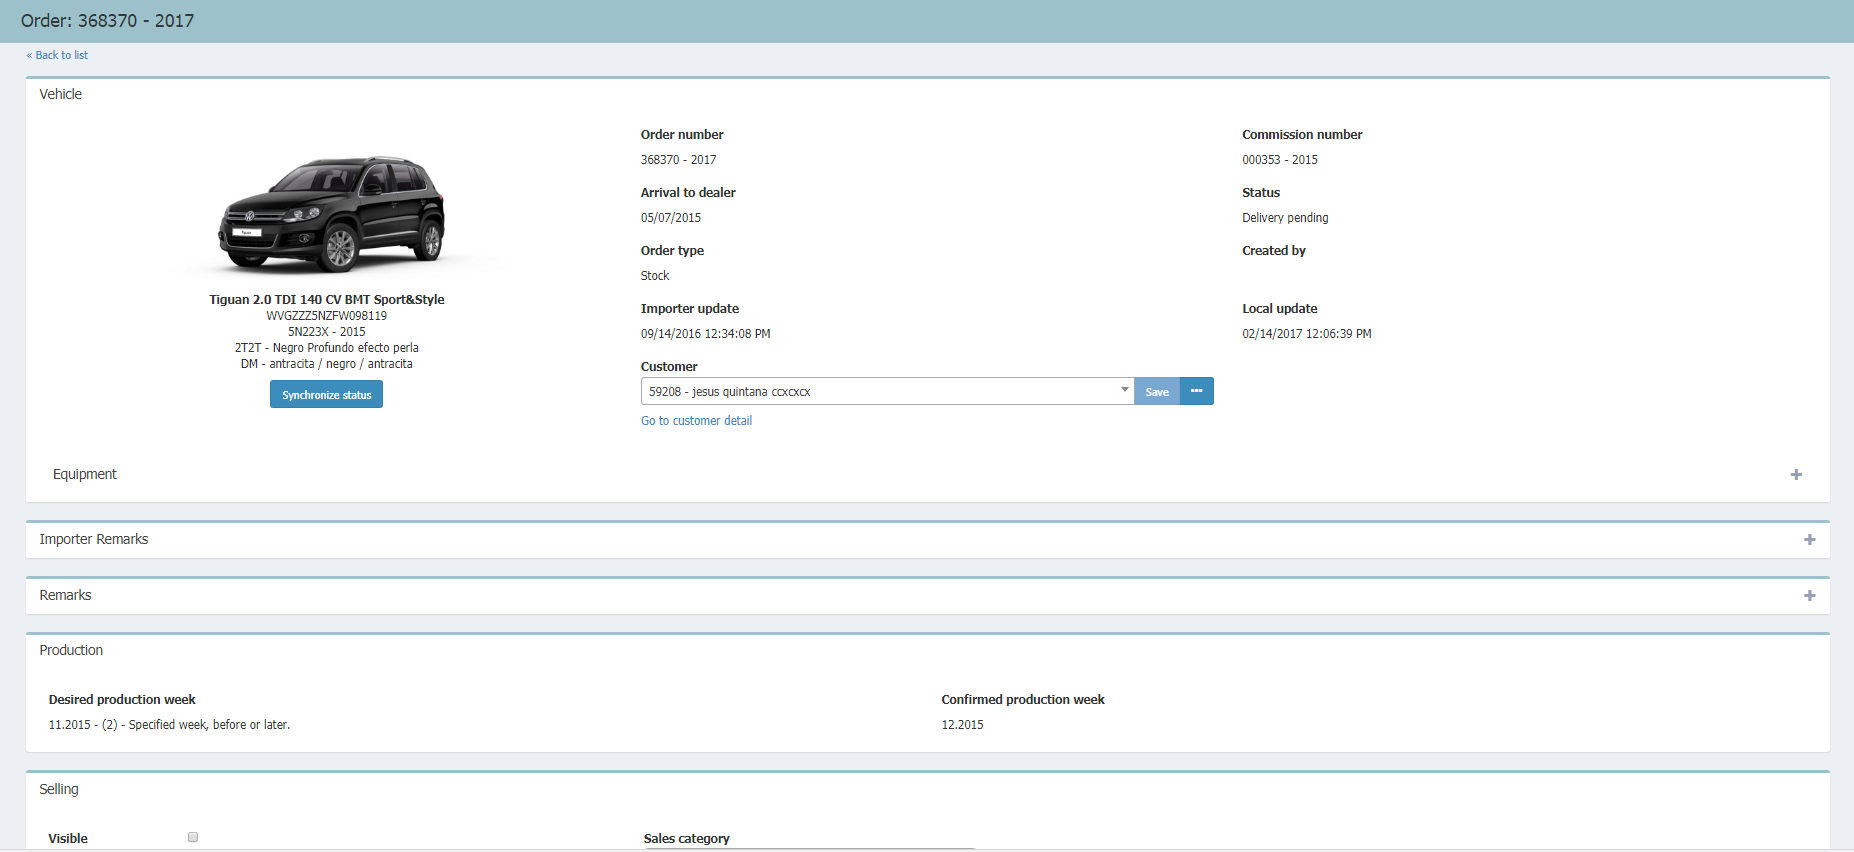 Order: 368370 - 2017
« Back to list
Vehicle
Tiguan
Tiguan 2.0 TDI 140 CV BMT Sport&Style
WVGZZZ5NZFW098119
5N223X - 2015
2T2T - Negro Profundo efecto perla
DM - antracita / negro / antracita
Synchronize status
Order number
368370 - 2017
Commission number
000353 - 2015
Arrival to dealer
05/07/2015
Status
Delivery pending
Order type
Stock
Created by
Importer update
09/14/2016 12:34:08 PM
Local update
02/14/2017 12:06:39 PM
Customer
59208 - jesus quintana ccxcxcx
Save
Go to customer detail
Equipment
Importer Remarks
Remarks
Production
Desired production week
11.2015 - (2) - Specified week, before or later.
Confirmed production week
12.2015
Selling
Visible
Sales category